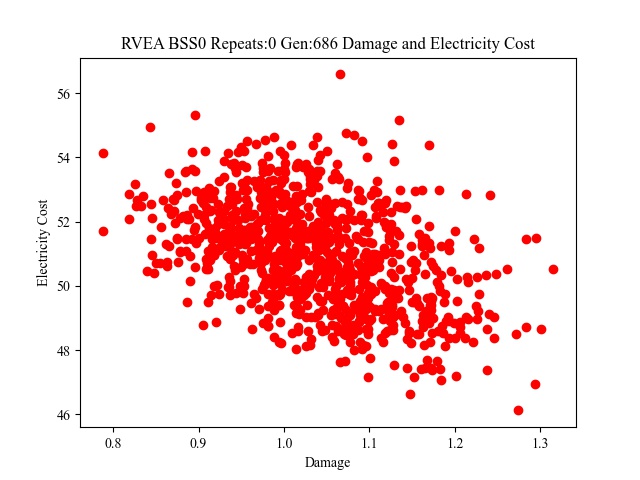 RVEA BSS0 Repeats:0 Gen:686 Damage and Electricity Cost
56
54
52
50
48
46
Electricity Cost
0.8 0.9 1.0 1.1 1.2 1.3
Damage